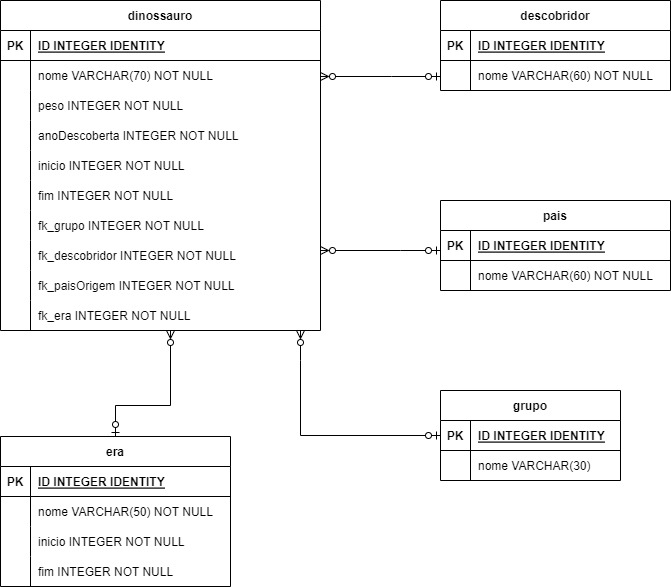 dinossauro
PK ID INTEGER IDENTITY
nome VARCHAR(70) NOT NULL
peso INTEGER NOT NULL
anoDescoberta INTEGER NOT NULL
inicio INTEGER NOT NULL
fim INTEGER NOT NULL
fk_grupo INTEGER NOT NULL
fk_descobridor INTEGER NOT NULL
fk_paisOrigem INTEGER NOT NULL
fk_era INTEGER NOT NULL
descobridor
PK ID INTEGER IDENTITY
nome VARCHAR(60) NOT NULL
pais
PK ID INTEGER IDENTITY
nome VARCHAR(60) NOT NULL
grupo
PK ID INTEGER IDENTITY
nome VARCHAR(30)
era
PK ID INTEGER IDENTITY
nome VARCHAR(50) NOT NULL
inicio INTEGER NOT NULL
fim INTEGER NOT NULL